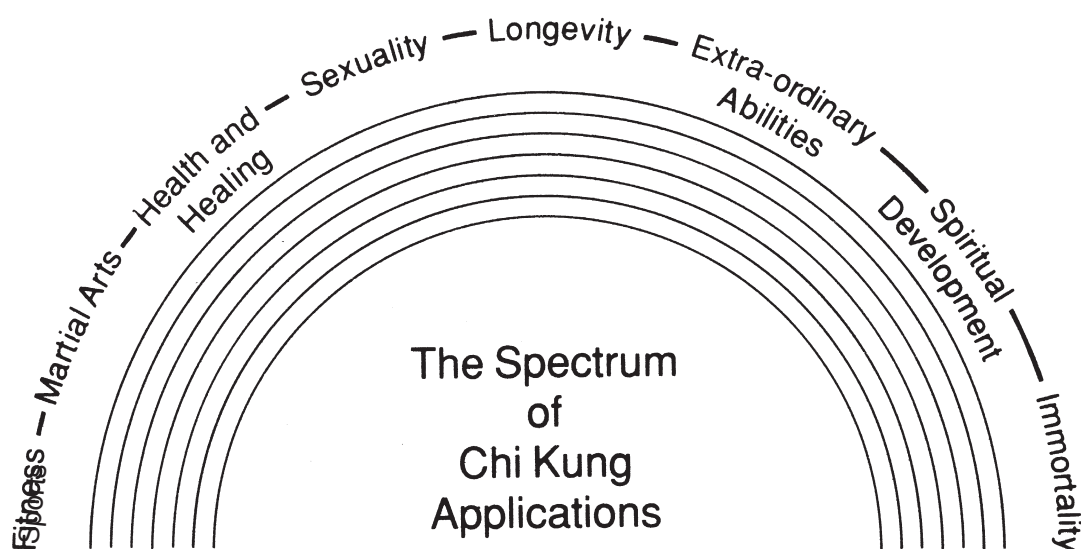 Fitness
Sports
— Martial Arts —
Health and
Healing
— Sexuality — Longevity —
Extra-ordinary
Abilities
— Spiritual
Development
— Immortality
The Spectrum
of
Chi Kung
Applications